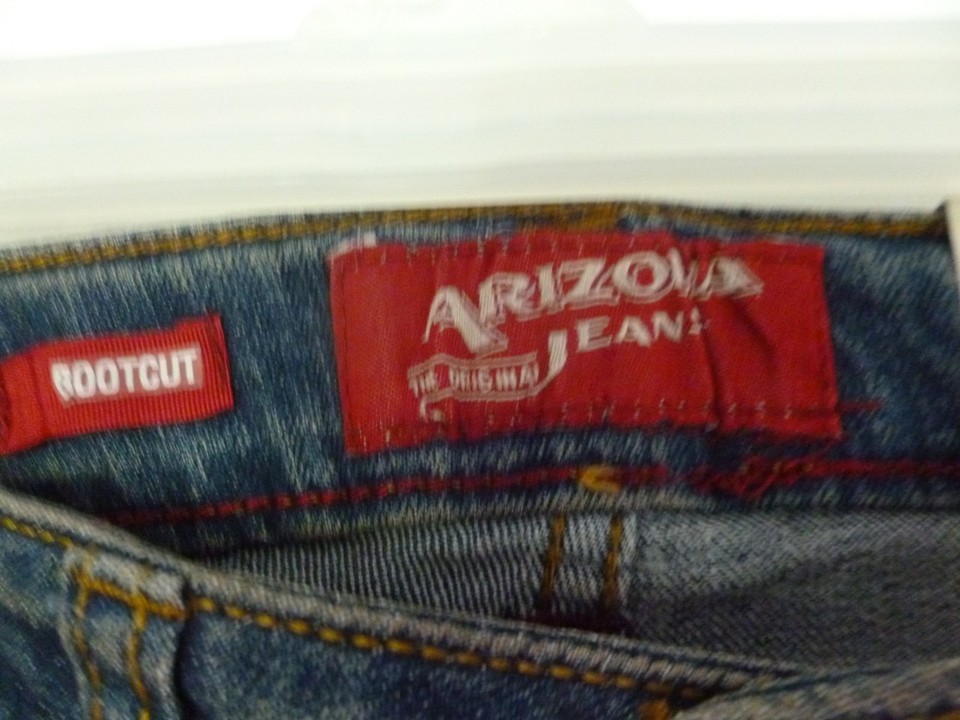 BOOTCUT
ARIZONA
JEANS
THE ORIGINAL